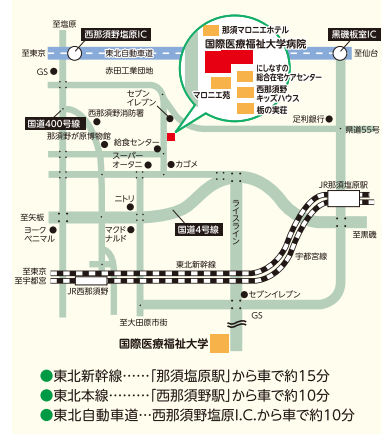 至塩原
西那須野塩原IC
黒磯板室IC
那須マロニエホテル
国際医療福祉大学病院
至東京
東北自動車道
至仙台
GS
赤田工業団地
にしなすの
総合在宅ケアセンター
マロニエ苑
西那須野
キッズハウス
栃の実荘
セブン
イレブン
西那須野消防署
足利銀行
国道400号線
県道55号
那須野が原博物館
給食センター
スーパー
オータニ
カゴメ
JR那須塩原駅
ニトリ
ライスライン
至矢板
ヨーク
ベニマル
マクド
ナルド
国道4号線
至黒磯
東北新幹線
宇都宮線
至東京
至宇都宮
JR西那須野
セブンイレブン
至大田原市街
GS
国際医療福祉大学
●東北新幹線……「那須塩原駅」から車で約15分
●東北本線………「西那須野駅」から車で約10分
●東北自動車道…西那須野塩原I.C.から車で約10分